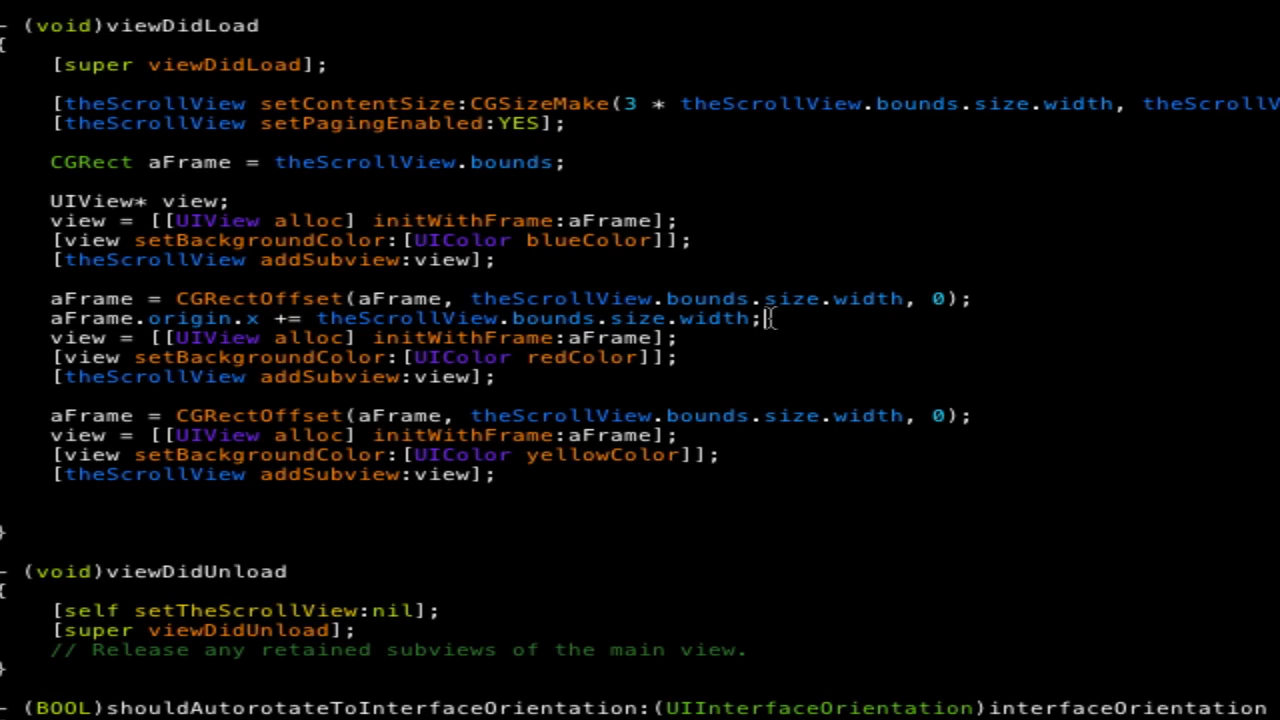 - (void)viewDidLoad
{
    [super viewDidLoad];
    [theScrollView setContentSize:CGSizeMake(3 * theScrollView.bounds.size.width, theScrollV
    [theScrollView setPagingEnabled:YES];
    CGRect aFrame = theScrollView.bounds;
    UIView* view;
    view = [[UIView alloc] initWithFrame:aFrame];
    [view setBackgroundColor:[UIColor blueColor]];
    [theScrollView addSubview:view];
    aFrame = CGRectOffset(aFrame, theScrollView.bounds.size.width, 0);
    aFrame.origin.x += theScrollView.bounds.size.width;
    view = [[UIView alloc] initWithFrame:aFrame];
    [view setBackgroundColor:[UIColor redColor]];
    [theScrollView addSubview:view];
    aFrame = CGRectOffset(aFrame, theScrollView.bounds.size.width, 0);
    view = [[UIView alloc] initWithFrame:aFrame];
    [view setBackgroundColor:[UIColor yellowColor]];
    [theScrollView addSubview:view];
}
- (void)viewDidUnload
{
    [self setTheScrollView:nil];
    [super viewDidUnload];
    // Release any retained subviews of the main view.
}
- (BOOL)shouldAutorotateToInterfaceOrientation:(UIInterfaceOrientation)interfaceOrientation